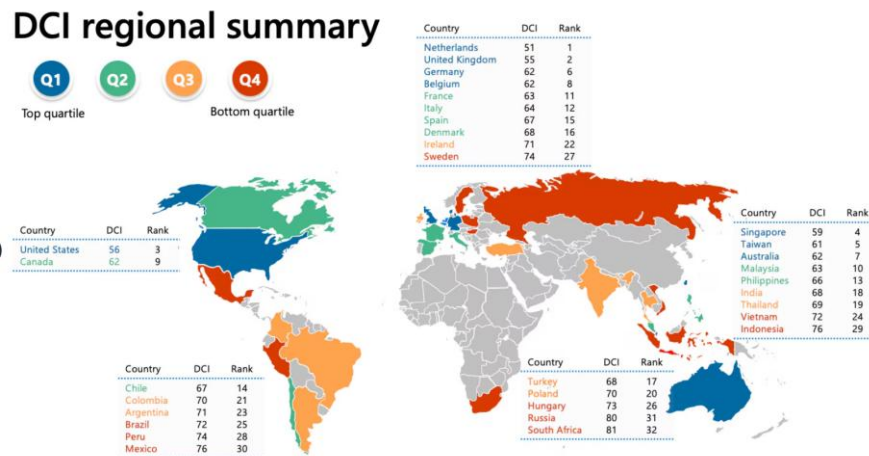 DCI regional summary
Q1 Q2 Q3 Q4
Top quartile Bottom quartile
Country DCI Rank
Netherlands 51 1
United Kingdom 55 2
Germany 62 6
Belgium 62 8
France 63 11
Italy 64 12
Spain 67 15
Denmark 68 16
Ireland 71 22
Sweden 74 27
Country DCI Rank
United States 56 3
Canada 62 9
Country DCI Rank
Singapore 59 4
Taiwan 61 5
Australia 62 7
Malaysia 63 10
Philippines 66 13
India 68 18
Thailand 69 19
Vietnam 72 24
Indonesia 76 29
Country DCI Rank
Chile 67 14
Colombia 70 21
Argentina 71 23
Brazil 72 25
Peru 74 28
Mexico 76 30
Country DCI Rank
Turkey 68 17
Poland 70 20
Hungary 73 26
Russia 80 31
South Africa 81 32